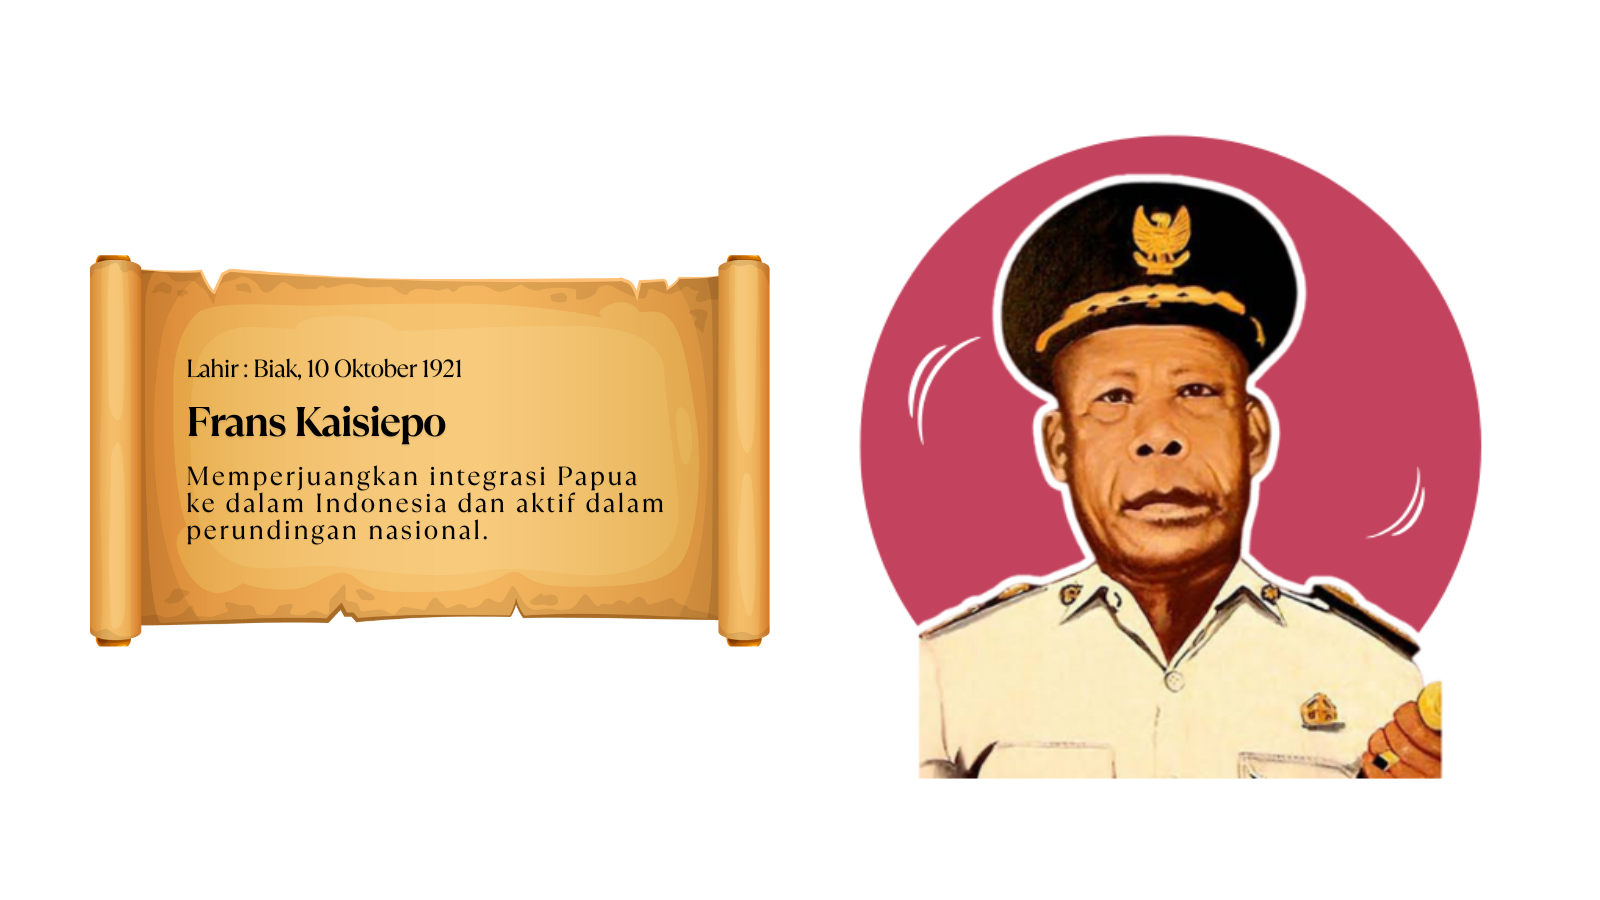 Lahir : Biak, 10 Oktober 1921
Frans Kaisiepo
Memperjuangkan integrasi Papua
ke dalam Indonesia dan aktif dalam
perundingan nasional.